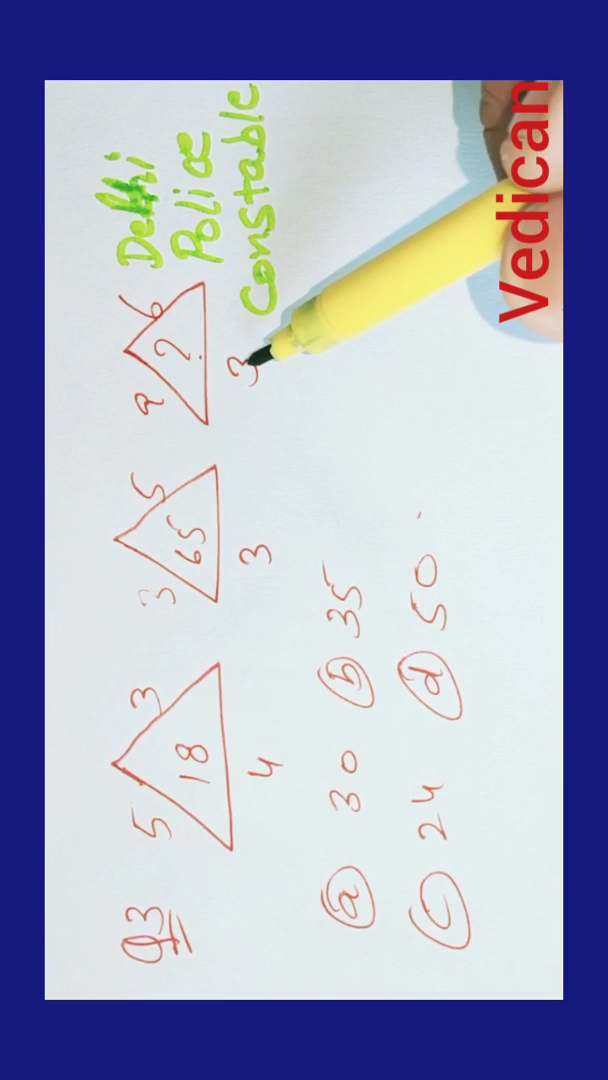 Delhi
Police
Constable
Q3
5 3
18
4
3 5
65
3
9 6
?
3
(a) 30 (b) 35
(c) 24 (d) 50
Vedican